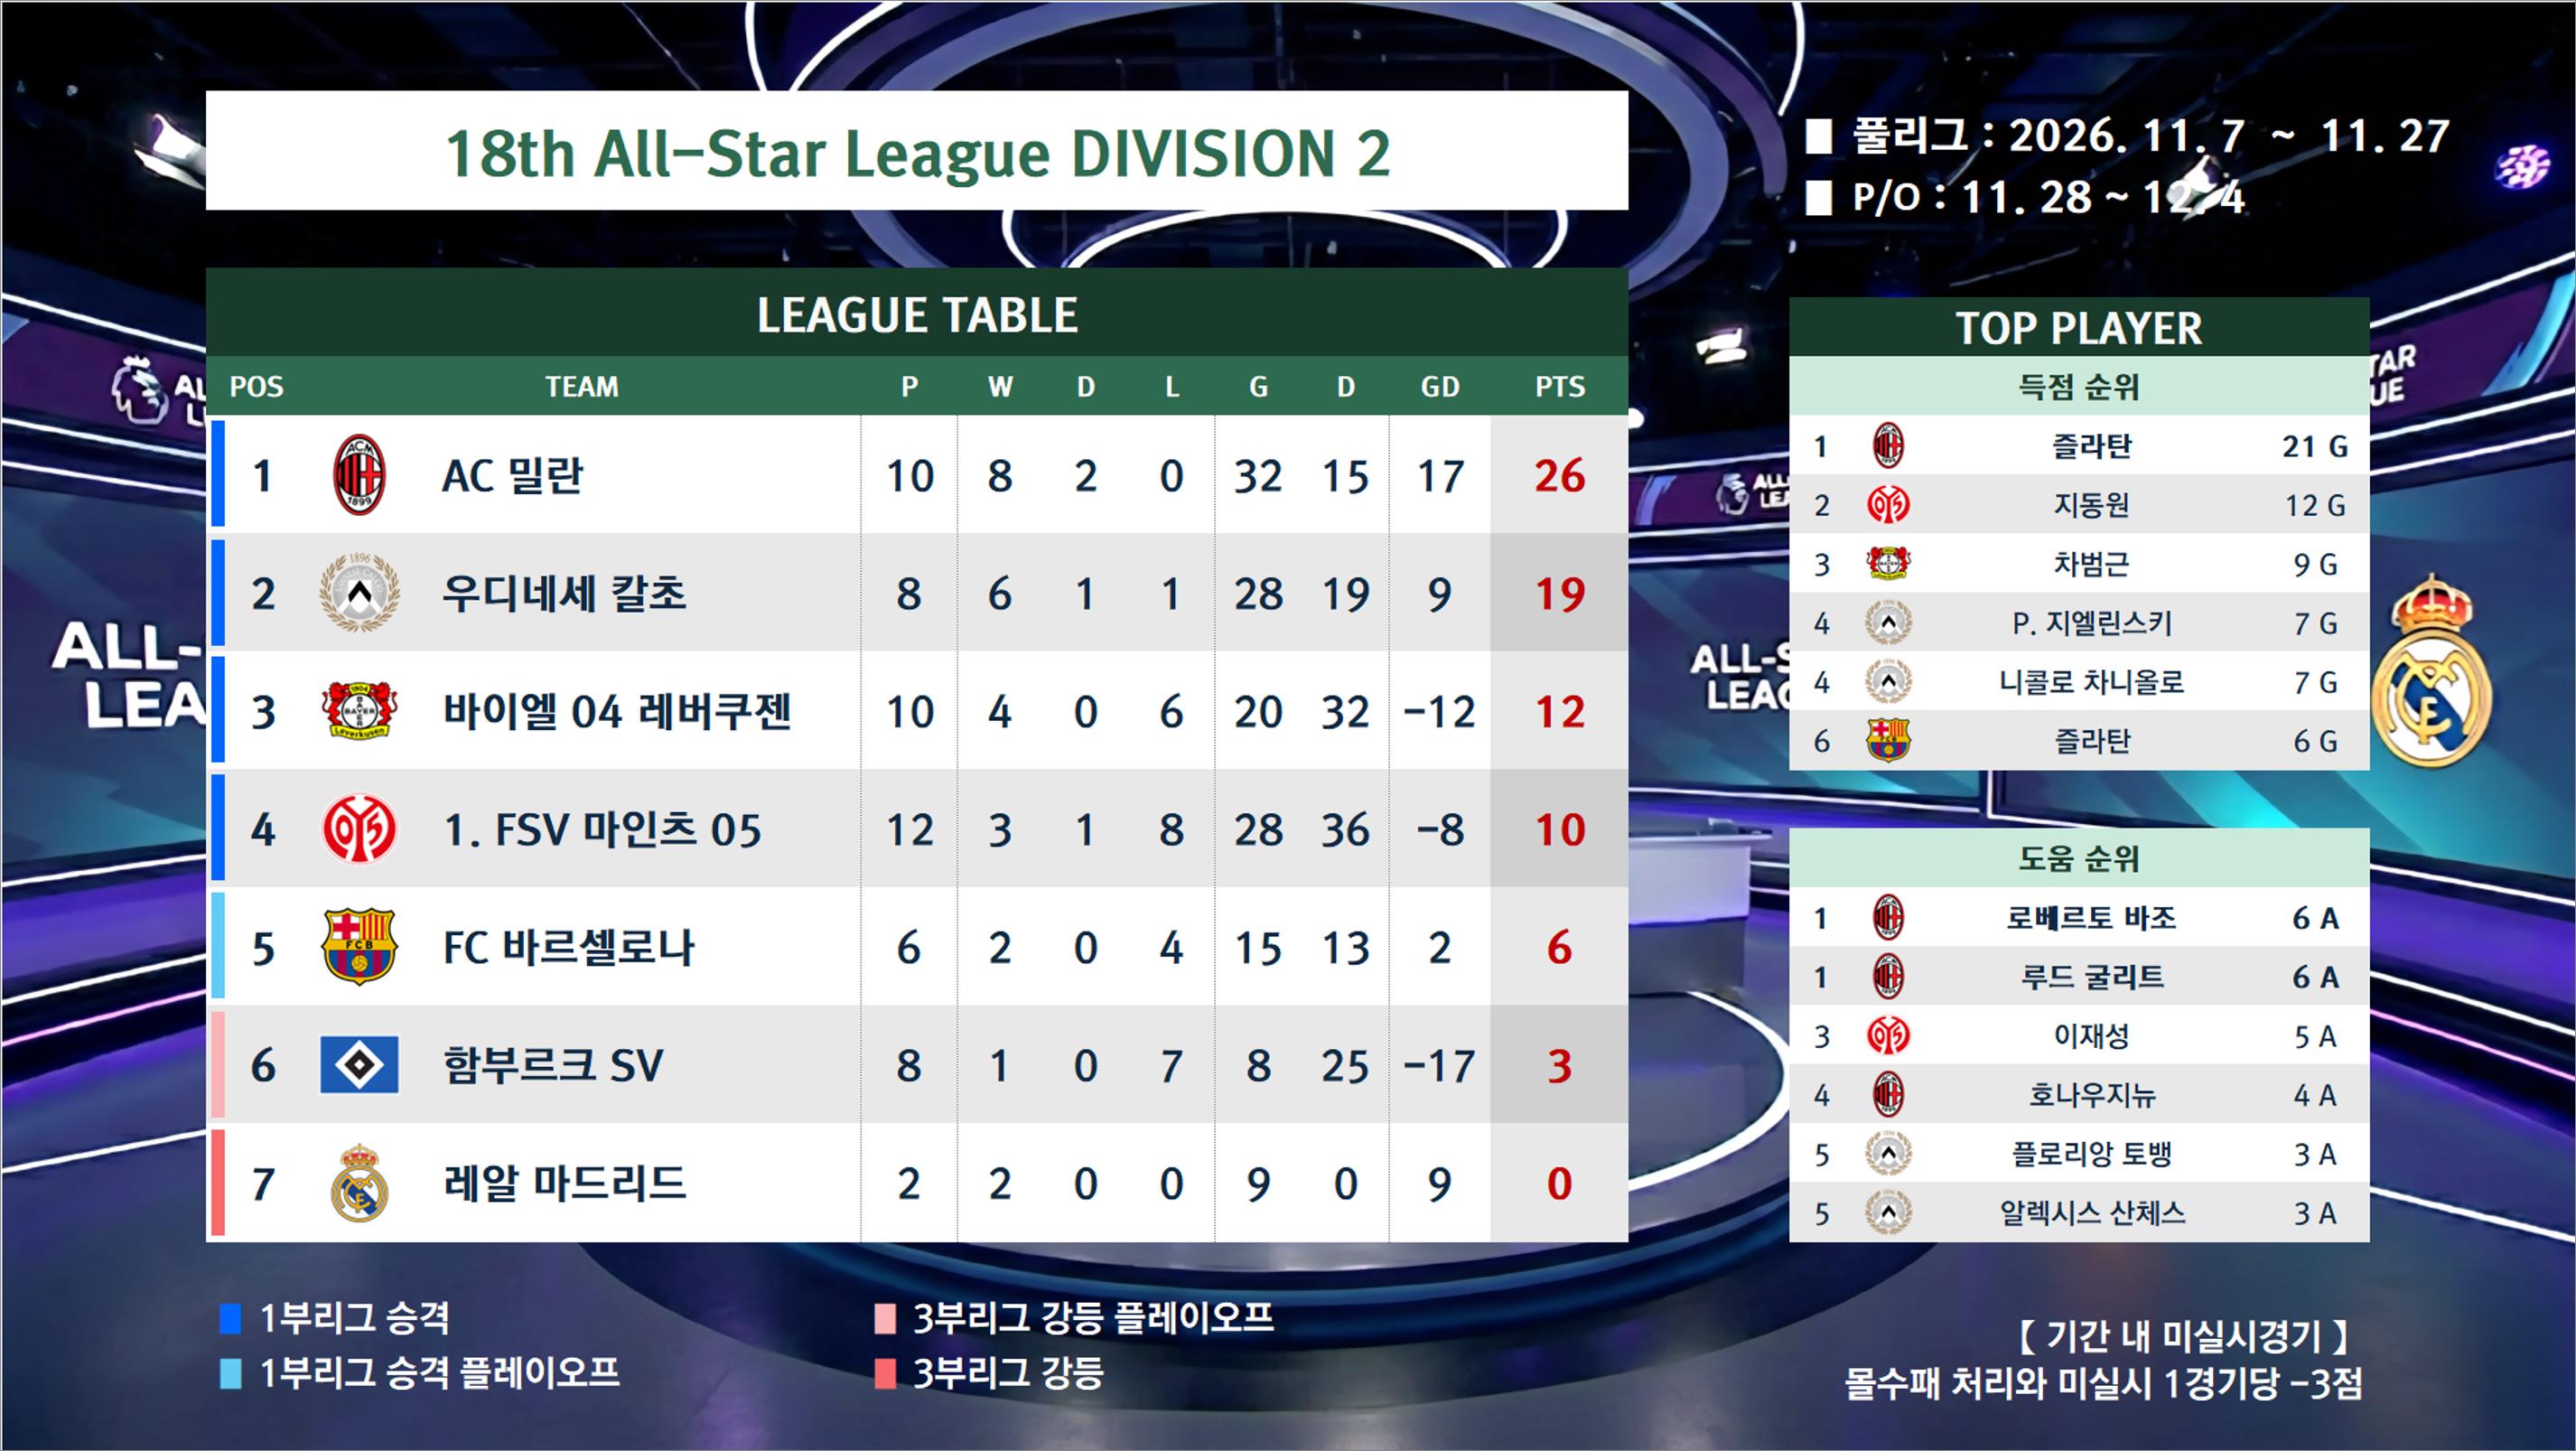 18th All-Star League DIVISION 2
■ 풀리그 : 2026. 11. 7 ~ 11. 27
■ P/O : 11. 28 ~ 12. 4
LEAGUE TABLE
POS TEAM P W D L G D GD PTS
1 AC 밀란 10 8 2 0 32 15 17 26
2 우디네세 칼초 8 6 1 1 28 19 9 19
3 바이엘 04 레버쿠젠 10 4 0 6 20 32 -12 12
4 1. FSV 마인츠 05 12 3 1 8 28 36 -8 10
5 FC 바르셀로나 6 2 0 4 15 13 2 6
6 함부르크 SV 8 1 0 7 8 25 -17 3
7 레알 마드리드 2 2 0 0 9 0 9 0
TOP PLAYER
득점 순위
1 즐라탄 21 G
2 지동원 12 G
3 차범근 9 G
4 P. 지엘린스키 7 G
4 니콜로 차니올로 7 G
6 즐라탄 6 G
도움 순위
1 로베르토 바조 6 A
1 루드 굴리트 6 A
3 이재성 5 A
4 호나우지뉴 4 A
5 플로리앙 토뱅 3 A
5 알렉시스 산체스 3 A
1부리그 승격
1부리그 승격 플레이오프
3부리그 강등 플레이오프
3부리그 강등
【 기간 내 미실시경기 】
몰수패 처리와 미실시 1경기당 -3점